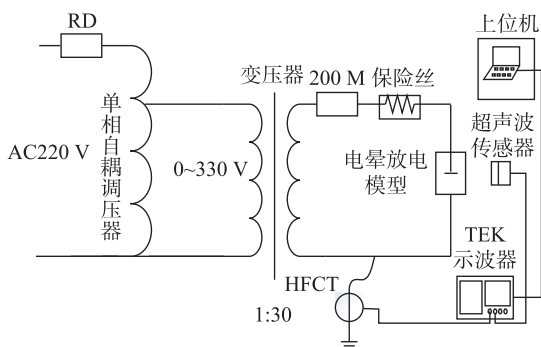 RD
上位机
变压器
200 M 保险丝
单相自耦调压器
超声波
传感器
AC220 V
0~330 V
电晕放电
模型
TEK
示波器
HFCT
1:30